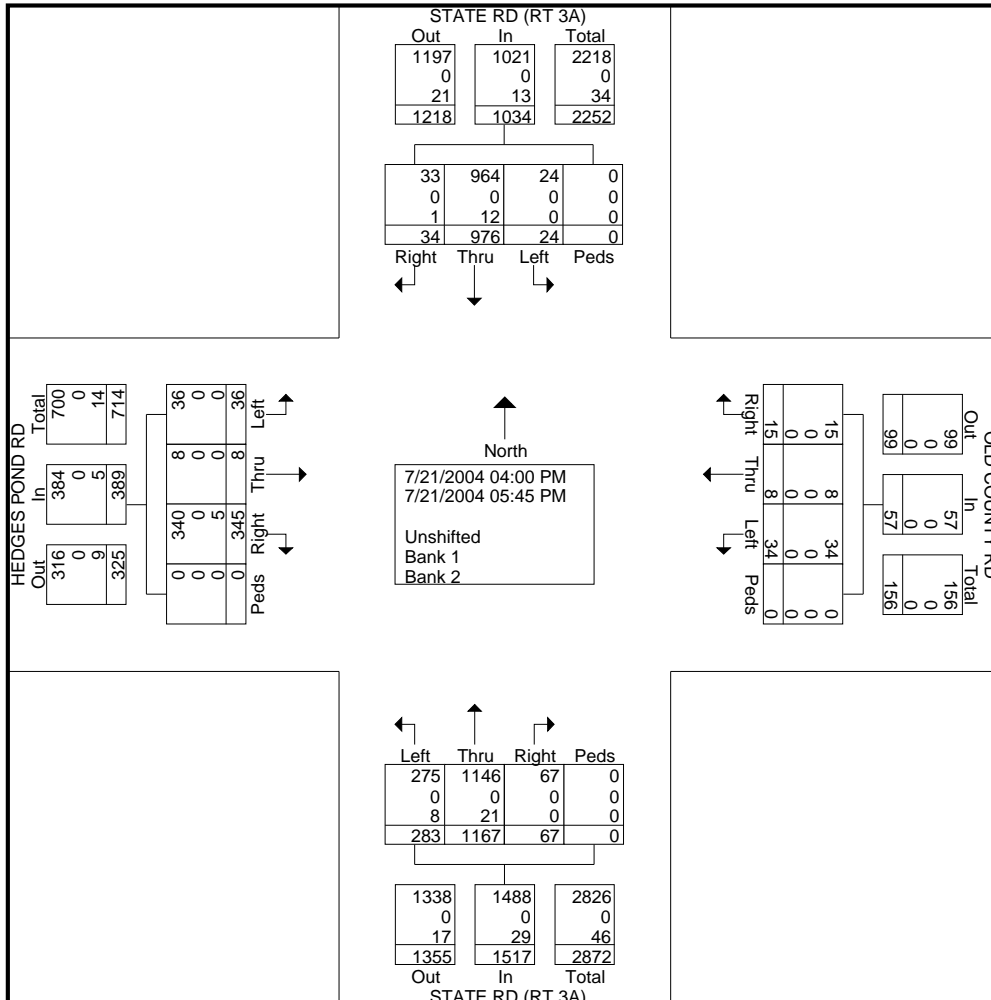 STATE RD (RT 3A)
Out In Total
1197 1021 2218
0 0 0
21 13 34
1218 1034 2252
33 964 24 0
0 0 0 0
1 12 0 0
34 976 24 0
Right Thru Left Peds
HEDGES POND RD
Total In Out
700 384 316
0 0 0
14 5 9
714 389 325
36 8 340 0
0 0 0 0
0 0 5 0
36 8 345 0
Left Thru Right Peds
North
7/21/2004 04:00 PM
7/21/2004 05:45 PM
Unshifted
Bank 1
Bank 2
OLD COUNTY RD
Out In Total
99 57 156
0 0 0
0 0 0
99 57 156
15 8 34 0
0 0 0 0
0 0 0 0
15 8 34 0
Right Thru Left Peds
Left Thru Right Peds
275 1146 67 0
0 0 0 0
8 21 0 0
283 1167 67 0
1338 1488 2826
0 0 0
17 29 46
1355 1517 2872
Out In Total
STATE RD (RT 3A)